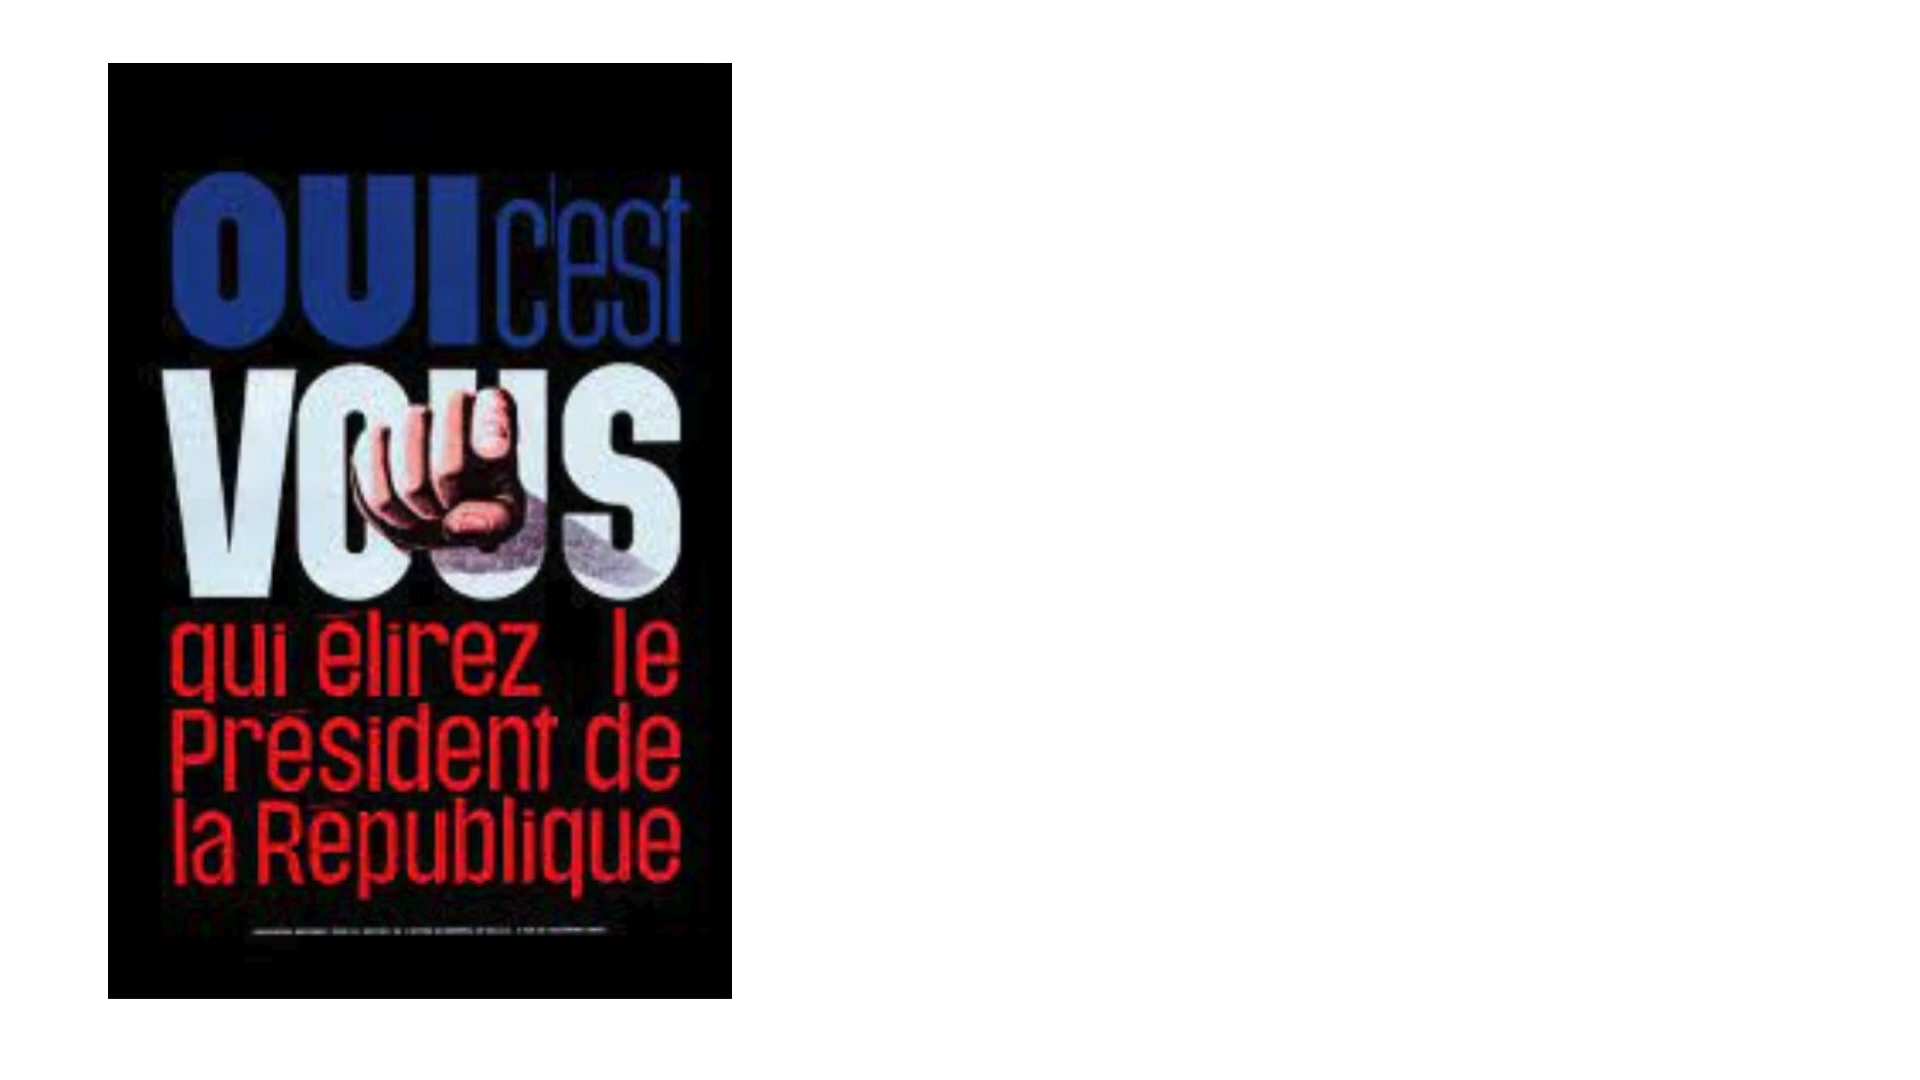 OUI c'est
VOUS
qui élirez le
Président de
la République